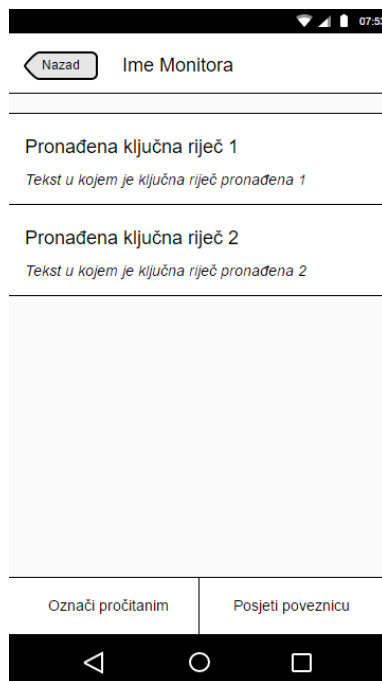 07:53
Nazad
Ime Monitora
Pronađena ključna riječ 1
Tekst u kojem je ključna riječ pronađena 1
Pronađena ključna riječ 2
Tekst u kojem je ključna riječ pronađena 2
Označi pročitanim
Posjeti poveznicu